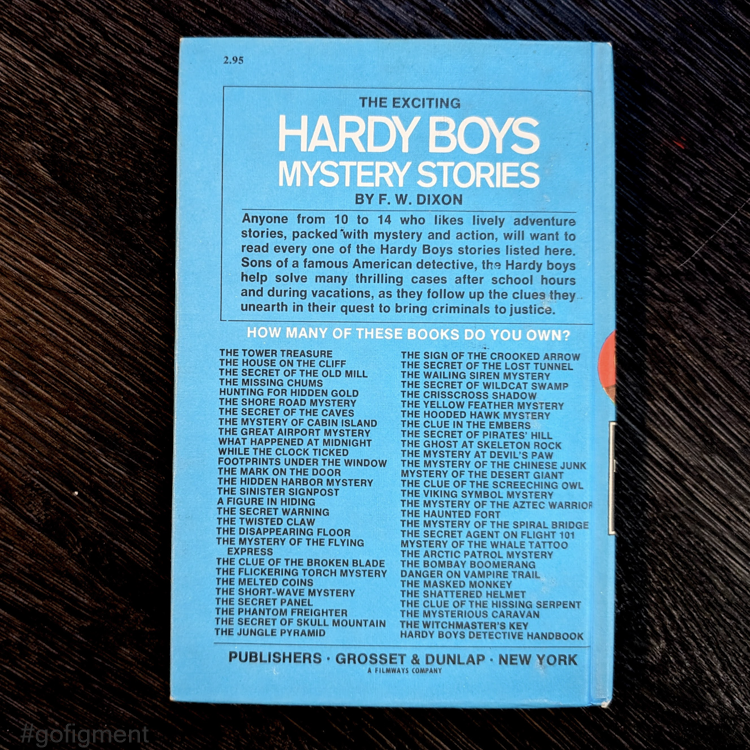 2.95
THE EXCITING
HARDY BOYS
MYSTERY STORIES
BY F. W. DIXON
Anyone from 10 to 14 who likes lively adventure
stories, packed with mystery and action, will want to
read every one of the Hardy Boys stories listed here.
Sons of a famous American detective, the Hardy boys
help solve many thrilling cases after school hours
and during vacations, as they follow up the clues they
unearth in their quest to bring criminals to justice.
HOW MANY OF THESE BOOKS DO YOU OWN?
THE TOWER TREASURE
THE HOUSE ON THE CLIFF
THE SECRET OF THE OLD MILL
THE MISSING CHUMS
HUNTING FOR HIDDEN GOLD
THE SHORE ROAD MYSTERY
THE SECRET OF THE CAVES
THE MYSTERY OF CABIN ISLAND
THE GREAT AIRPORT MYSTERY
WHAT HAPPENED AT MIDNIGHT
WHILE THE CLOCK TICKED
FOOTPRINTS UNDER THE WINDOW
THE MARK ON THE DOOR
THE HIDDEN HARBOR MYSTERY
THE SINISTER SIGNPOST
A FIGURE IN HIDING
THE SECRET WARNING
THE TWISTED CLAW
THE DISAPPEARING FLOOR
THE MYSTERY OF THE FLYING
EXPRESS
THE CLUE OF THE BROKEN BLADE
THE FLICKERING TORCH MYSTERY
THE MELTED COINS
THE SHORT-WAVE MYSTERY
THE SECRET PANEL
THE PHANTOM FREIGHTER
THE SECRET OF SKULL MOUNTAIN
THE JUNGLE PYRAMID
THE SIGN OF THE CROOKED ARROW
THE SECRET OF THE LOST TUNNEL
THE WAILING SIREN MYSTERY
THE SECRET OF WILDCAT SWAMP
THE CRISSCROSS SHADOW
THE YELLOW FEATHER MYSTERY
THE HOODED HAWK MYSTERY
THE CLUE IN THE EMBERS
THE SECRET OF PIRATES' HILL
THE GHOST AT SKELETON ROCK
THE MYSTERY AT DEVIL'S PAW
THE MYSTERY OF THE CHINESE JUNK
MYSTERY OF THE DESERT GIANT
THE CLUE OF THE SCREECHING OWL
THE VIKING SYMBOL MYSTERY
THE MYSTERY OF THE AZTEC WARRIOR
THE HAUNTED FORT
THE MYSTERY OF THE SPIRAL BRIDGE
THE SECRET AGENT ON FLIGHT 101
MYSTERY OF THE WHALE TATTOO
THE ARCTIC PATROL MYSTERY
THE BOMBAY BOOMERANG
DANGER ON VAMPIRE TRAIL
THE MASKED MONKEY
THE SHATTERED HELMET
THE CLUE OF THE HISSING SERPENT
THE MYSTERIOUS CARAVAN
THE WITCHMASTER'S KEY
HARDY BOYS DETECTIVE HANDBOOK
PUBLISHERS · GROSSET & DUNLAP · NEW YORK
A FILMWAYS COMPANY
#gofigment